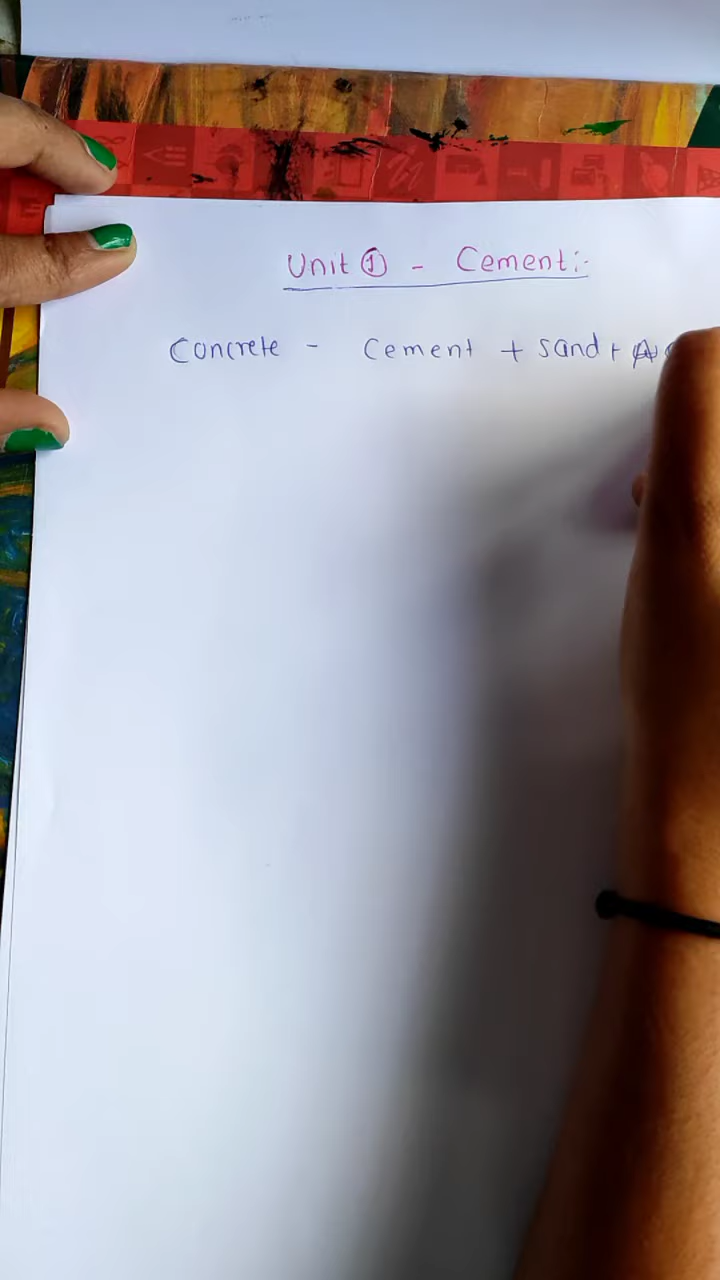 Unit ① - Cement:-
Concrete - Cement + Sand +